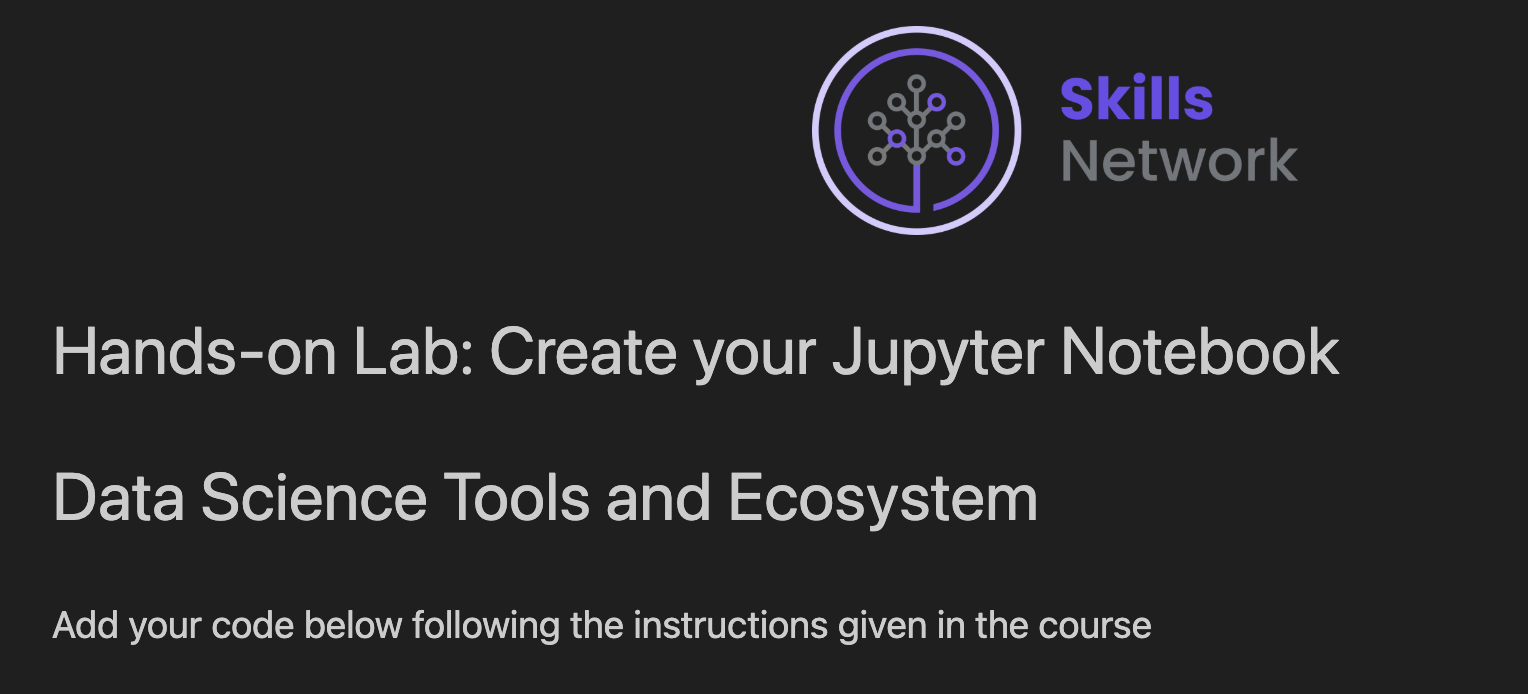 Skills
Network
Hands-on Lab: Create your Jupyter Notebook
Data Science Tools and Ecosystem
Add your code below following the instructions given in the course